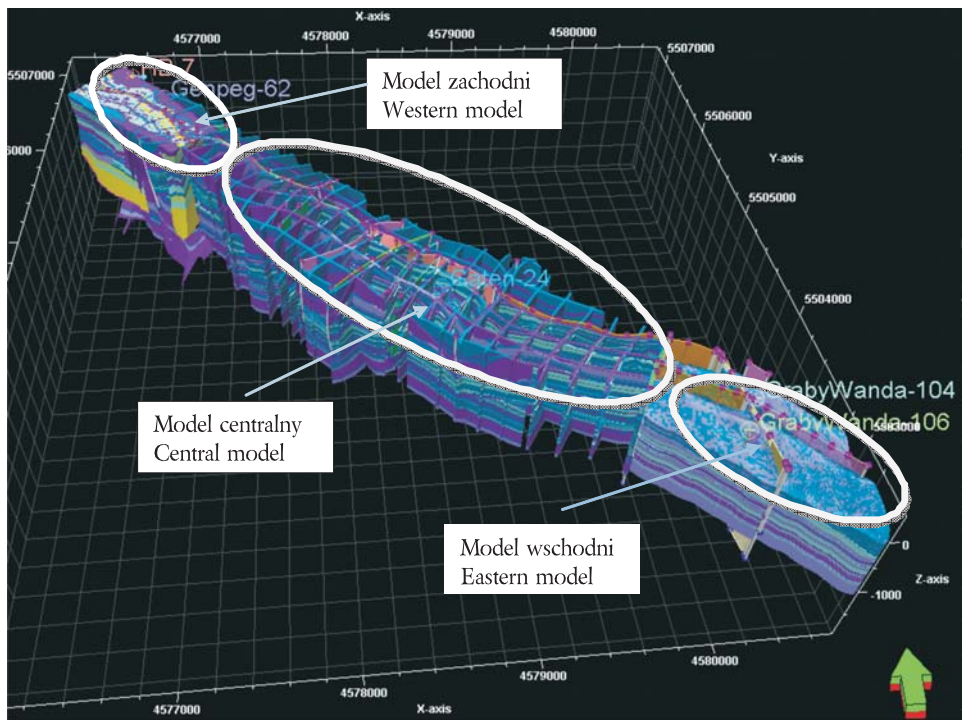 X-axis
4577000
4578000
4579000
4580000
5507000
5507000
Genpeg-62
Model zachodni
Western model
5506000
Y-axis
5505000
5504000
Model centralny
Central model
GrabyWanda-104
GrabyWanda-106
Model wschodni
Eastern model
0
Z-axis
-1000
4577000
4578000
4579000
4580000
X-axis